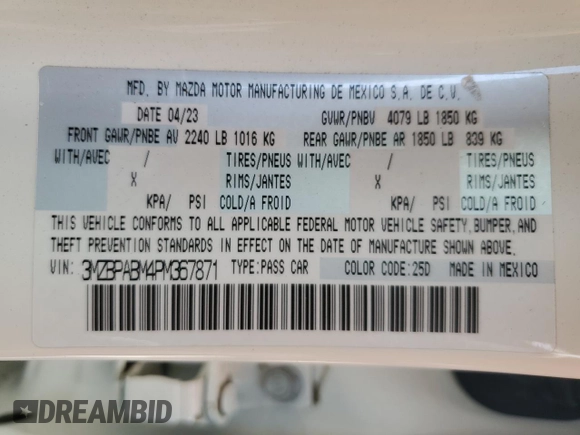 MFD. BY MAZDA MOTOR MANUFACTURING DE MEXICO S.A. DE C.V.
DATE 04/23 GVWR/PNBV 4079 LB 1850 KG
FRONT GAWR/PNBE AV 2240 LB 1016 KG REAR GAWR/PNBE AR 1850 LB 839 KG
WITH/AVEC / TIRES/PNEUS WITH/AVEC / TIRES/PNEUS
X RIMS/JANTES X RIMS/JANTES
KPA/ PSI COLD/A FROID KPA/ PSI COLD/A FROID
THIS VEHICLE CONFORMS TO ALL APPLICABLE FEDERAL MOTOR VEHICLE SAFETY, BUMPER, AND
THEFT PREVENTION STANDARDS IN EFFECT ON THE DATE OF MANUFACTURE SHOWN ABOVE.
VIN: 3MZBPABM4PM367871 TYPE:PASS CAR COLOR CODE:25D MADE IN MEXICO
DREAMBID